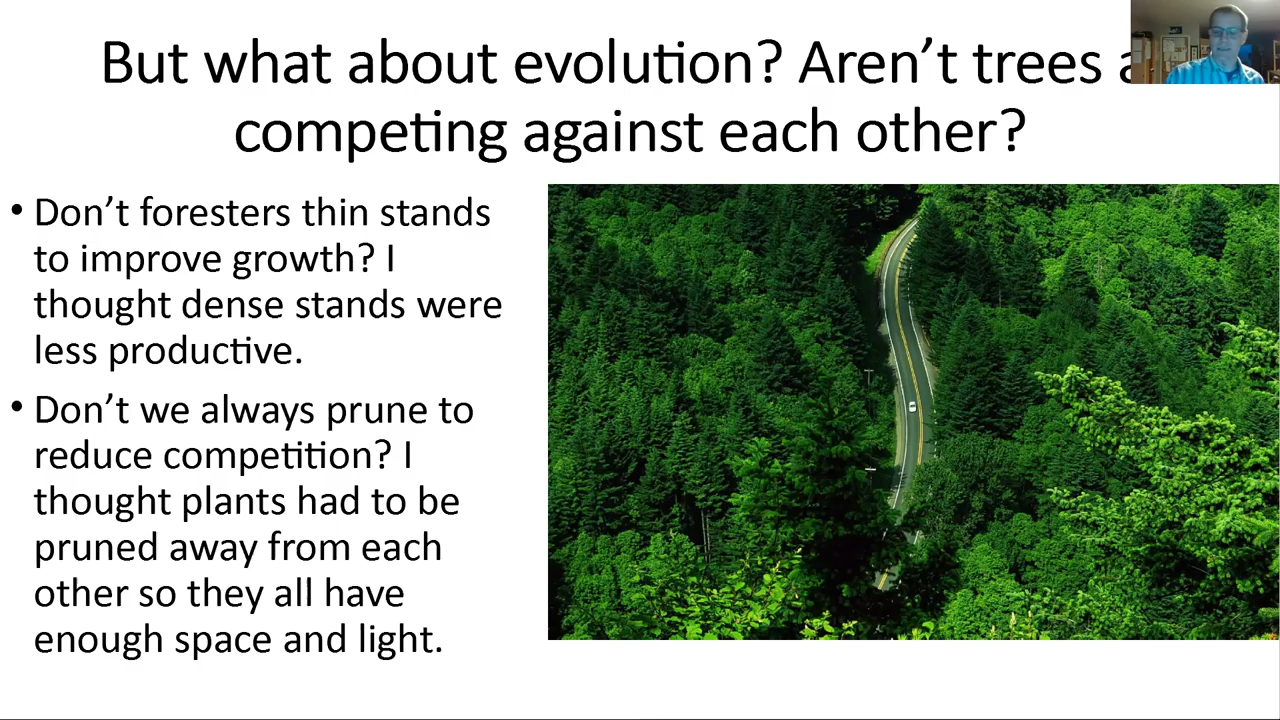 But what about evolution? Aren’t trees a
competing against each other?
• Don’t foresters thin stands
to improve growth? I
thought dense stands were
less productive.
• Don’t we always prune to
reduce competition? I
thought plants had to be
pruned away from each
other so they all have
enough space and light.